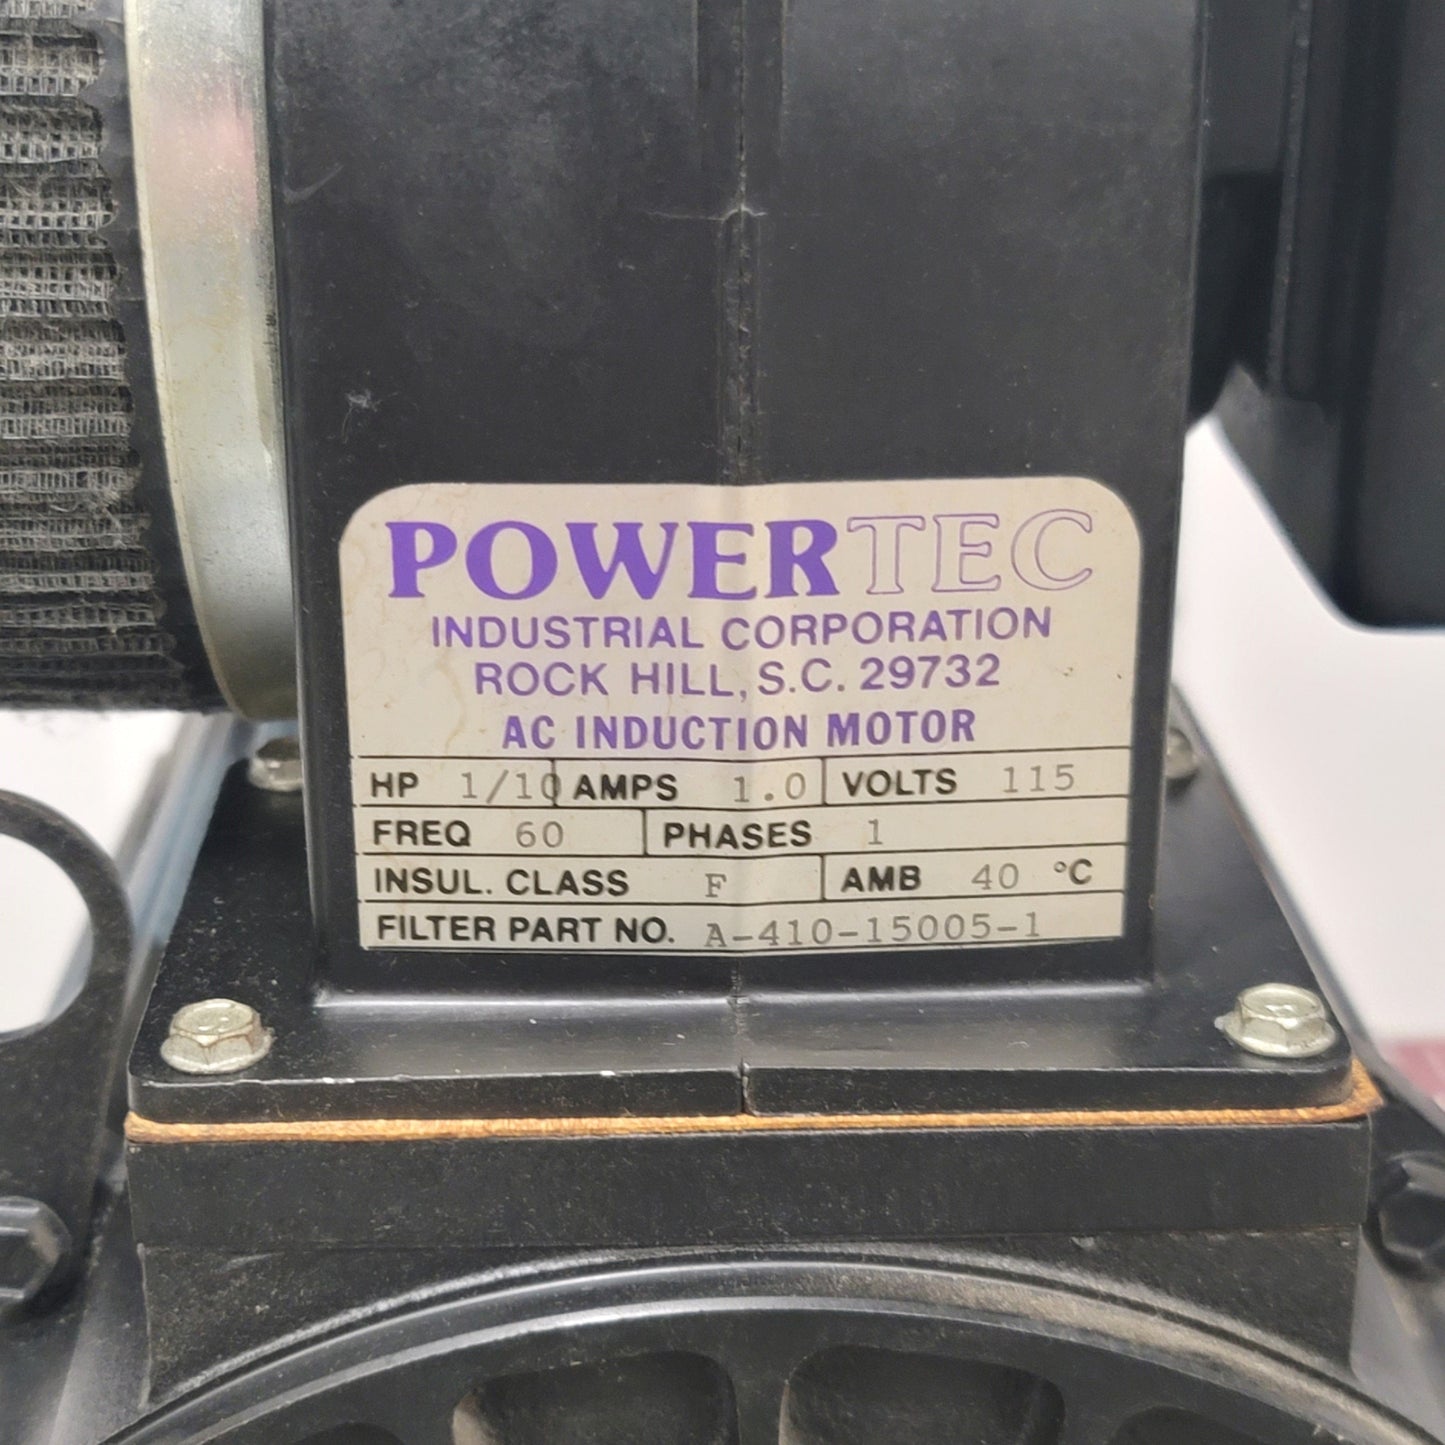 POWERTEC
INDUSTRIAL CORPORATION
ROCK HILL, S.C. 29732
AC INDUCTION MOTOR
HP 1/10 AMPS 1.0 VOLTS 115
FREQ 60 PHASES 1
INSUL. CLASS F AMB 40 °C
FILTER PART NO. A-410-15005-1